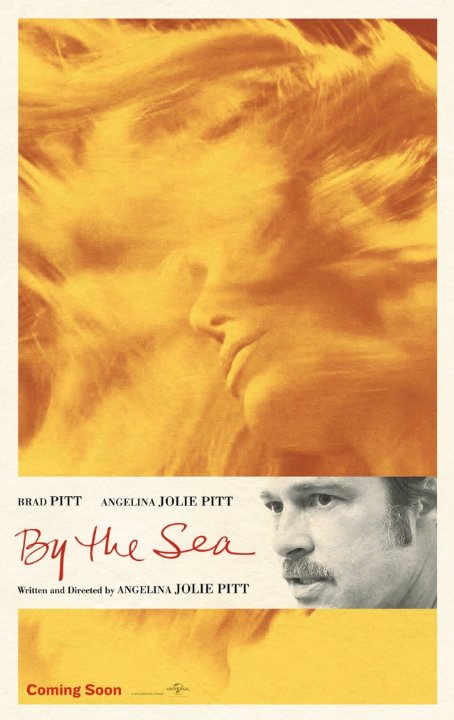 BRAD PITT ANGELINA JOLIE PITT
By the Sea
Written and Directed by ANGELINA JOLIE PITT
Coming Soon
UNIVERSAL